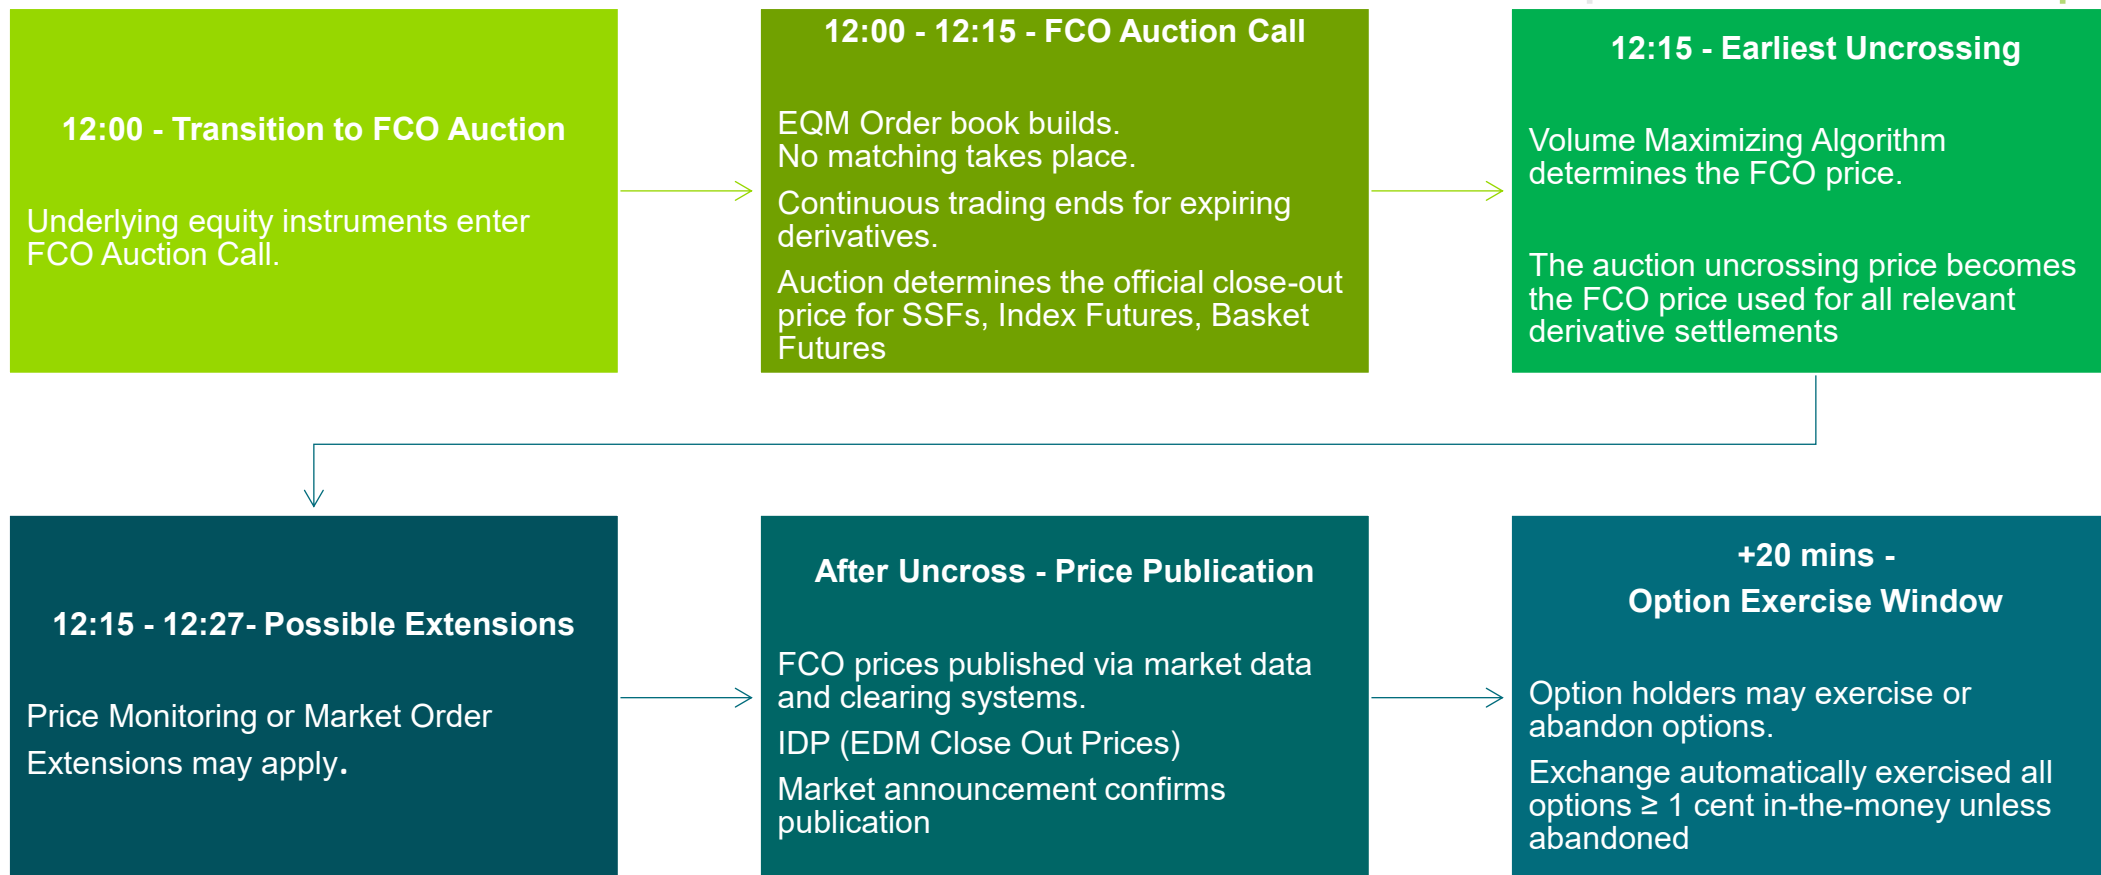 12:00 - Transition to FCO Auction
Underlying equity instruments enter
FCO Auction Call.
12:00 - 12:15 - FCO Auction Call
EQM Order book builds.
No matching takes place.
Continuous trading ends for expiring
derivatives.
Auction determines the official close-out
price for SSFs, Index Futures, Basket
Futures
12:15 - Earliest Uncrossing
Volume Maximizing Algorithm
determines the FCO price.
The auction uncrossing price becomes
the FCO price used for all relevant
derivative settlements
12:15 - 12:27- Possible Extensions
Price Monitoring or Market Order
Extensions may apply.
After Uncross - Price Publication
FCO prices published via market data
and clearing systems.
IDP (EDM Close Out Prices)
Market announcement confirms
publication
+20 mins -
Option Exercise Window
Option holders may exercise or
abandon options.
Exchange automatically exercised all
options ≥ 1 cent in-the-money unless
abandoned